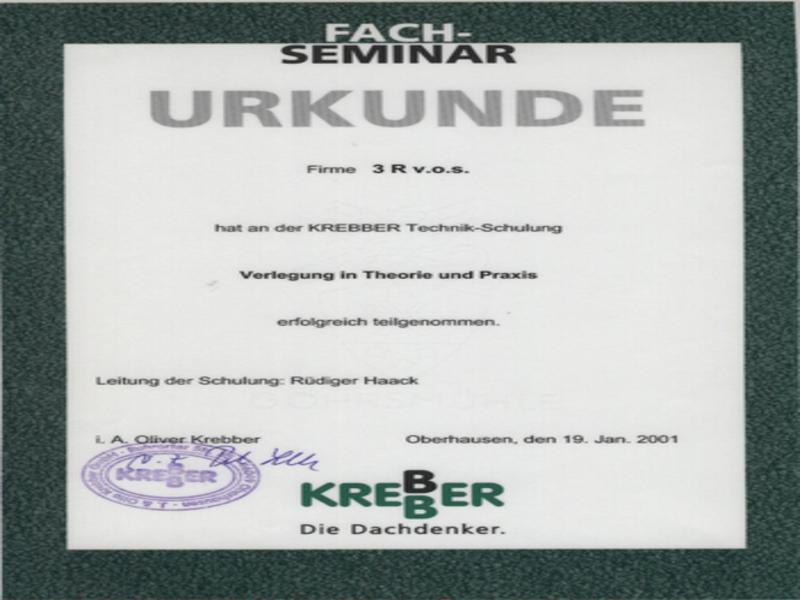 FACH-
SEMINAR
URKUNDE
Firme 3 R v.o.s.
hat an der KREBBER Technik-Schulung
Verlegung in Theorie und Praxis
erfolgreich teilgenommen.
Leitung der Schulung: Rüdiger Haack
GOHRSMÜHLE
i. A. Oliver Krebber
Oberhausen, den 19. Jan. 2001
KREBBER
KREBBER
Die Dachdenker.